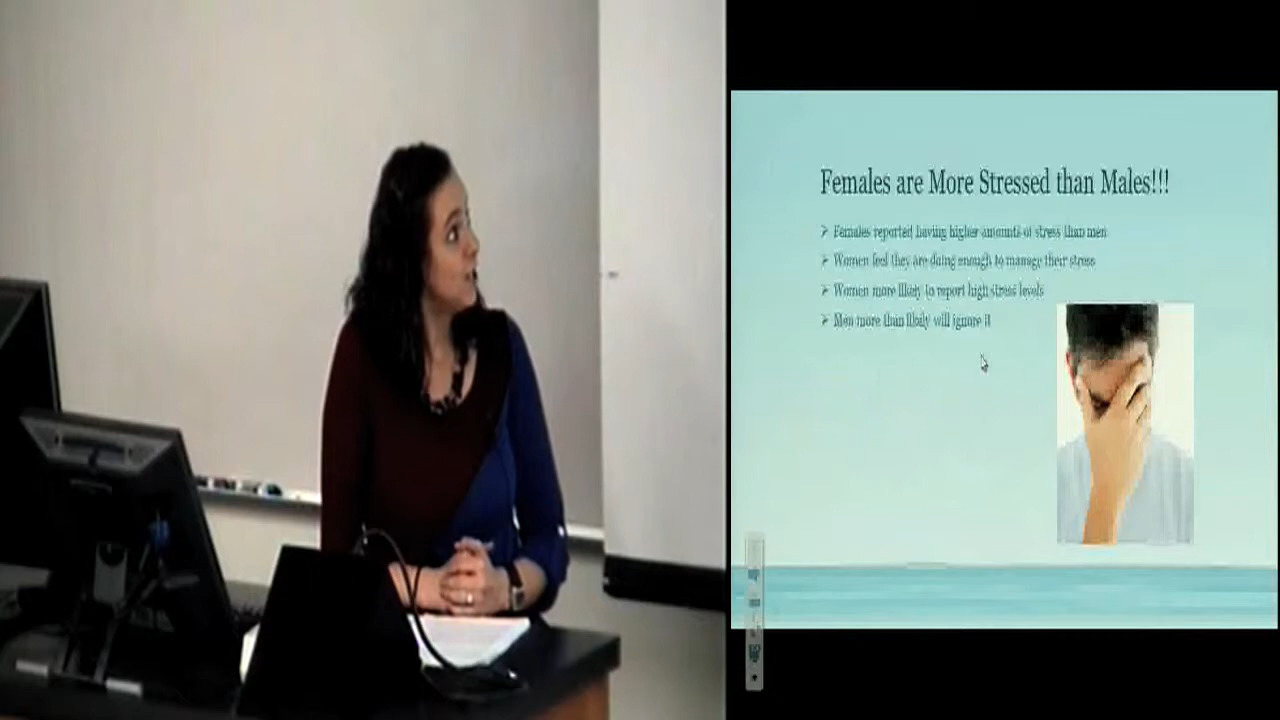 Females are More Stressed than Males!!!
Females reported having higher amounts of stress than men
Women feel they are doing enough to manage their stress
Women more likely to report high stress levels
Men more than likely will ignore it